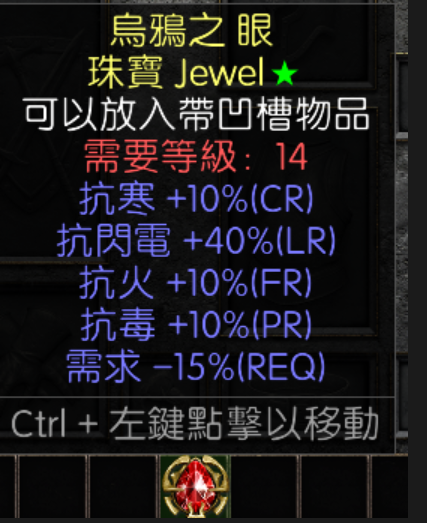 烏鴉之 眼
珠寶 Jewel★
可以放入帶凹槽物品
需要等級: 14
抗寒 +10%(CR)
抗閃電 +40%(LR)
抗火 +10%(FR)
抗毒 +10%(PR)
需求 -15%(REQ)
Ctrl + 左鍵點擊以移動